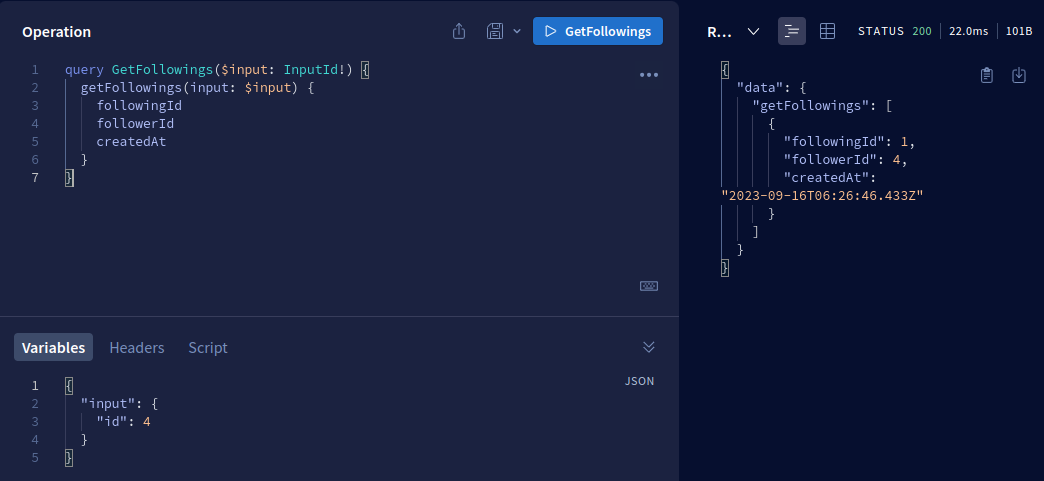 Operation
GetFollowings
1 query GetFollowings($input: InputId!) {
2 getFollowings(input: $input) {
3 followingId
4 followerId
5 createdAt
6 }
7 }
Variables Headers Script
JSON
1 {
2 "input": {
3 "id": 4
4 }
5 }
R... STATUS 200 22.0ms 101B
{
"data": {
"getFollowings": [
{
"followingId": 1,
"followerId": 4,
"createdAt":
"2023-09-16T06:26:46.433Z"
}
]
}
}